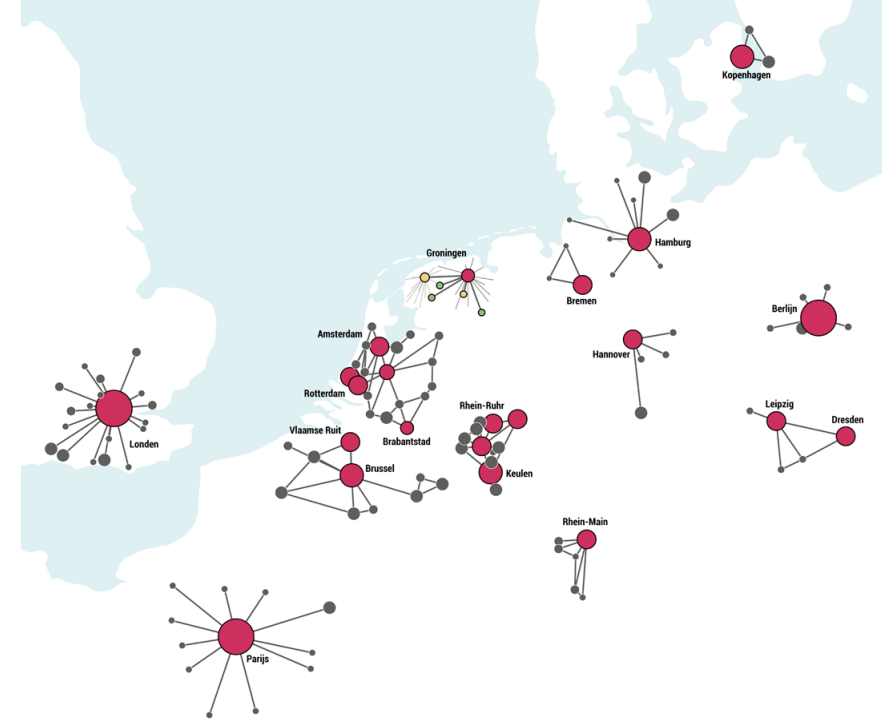 Kopenhagen
Hamburg
Groningen
Bremen
Berlijn
Amsterdam
Hannover
Rotterdam
Rhein-Ruhr
Leipzig
Dresden
Vlaamse Ruit
Brabantstad
Londen
Brussel
Keulen
Rhein-Main
Parijs